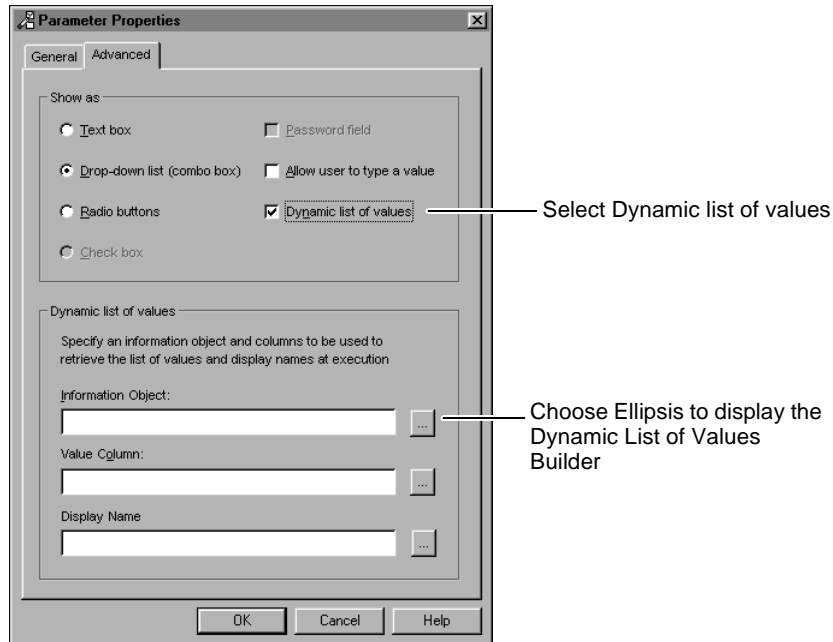 Parameter Properties
General
Advanced
Show as
Text box
Password field
Drop-down list (combo box)
Allow user to type a value
Radio buttons
Dynamic list of values
Select Dynamic list of values
Check box
Dynamic list of values
Specify an information object and columns to be used to
retrieve the list of values and display names at execution
Information Object:
...
Choose Ellipsis to display the
Dynamic List of Values
Builder
Value Column:
...
Display Name
...
OK
Cancel
Help